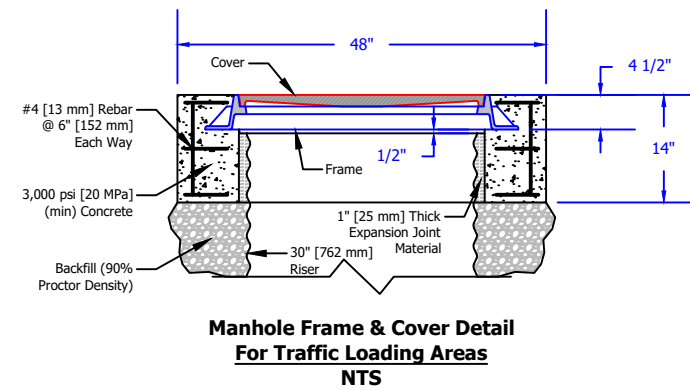 48"
Cover
4 1/2"
#4 [13 mm] Rebar
@ 6" [152 mm]
Each Way
14"
1/2"
Frame
3,000 psi [20 MPa]
(min) Concrete
1" [25 mm] Thick
Expansion Joint
Material
30" [762 mm]
Riser
Backfill (90%
Proctor Density)
Manhole Frame & Cover Detail
For Traffic Loading Areas
NTS